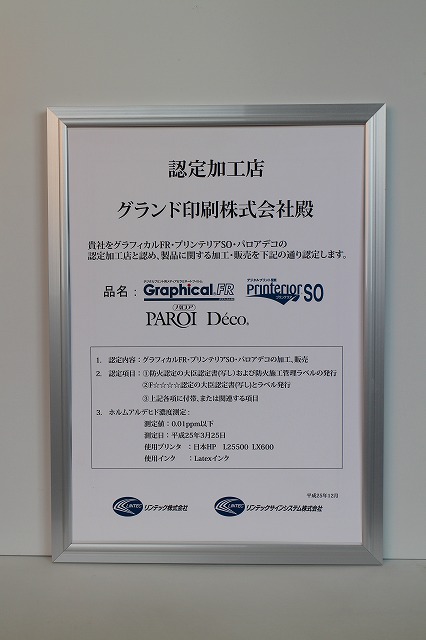 認定加工店
グランド印刷株式会社殿
貴社をグラフィカルFR・プリンテリアSO・パロアデコの
認定加工店と認め、製品に関する加工・販売を下記の通り認定します。
品名：
Graphical FR
Printerior SO
プリンテリア
パロア
PAROI Déco®
1. 認定内容：グラフィカルFR・プリンテリアSO・パロアデコの加工、販売
2. 認定項目：①防火認定の大臣認定書(写し)および防火施工管理ラベルの発行
②F☆☆☆☆認定の大臣認定書(写し)とラベル発行
③上記各項に付帯、または関連する項目
3. ホルムアルデヒド濃度測定：
測定値：0.01ppm以下
測定日：平成25年3月25日
使用プリンタ ：日本HP L25500 LX600
使用インク ：Latexインク
平成25年12月
LINTEC リンテック株式会社
LINTEC リンテックサインシステム株式会社